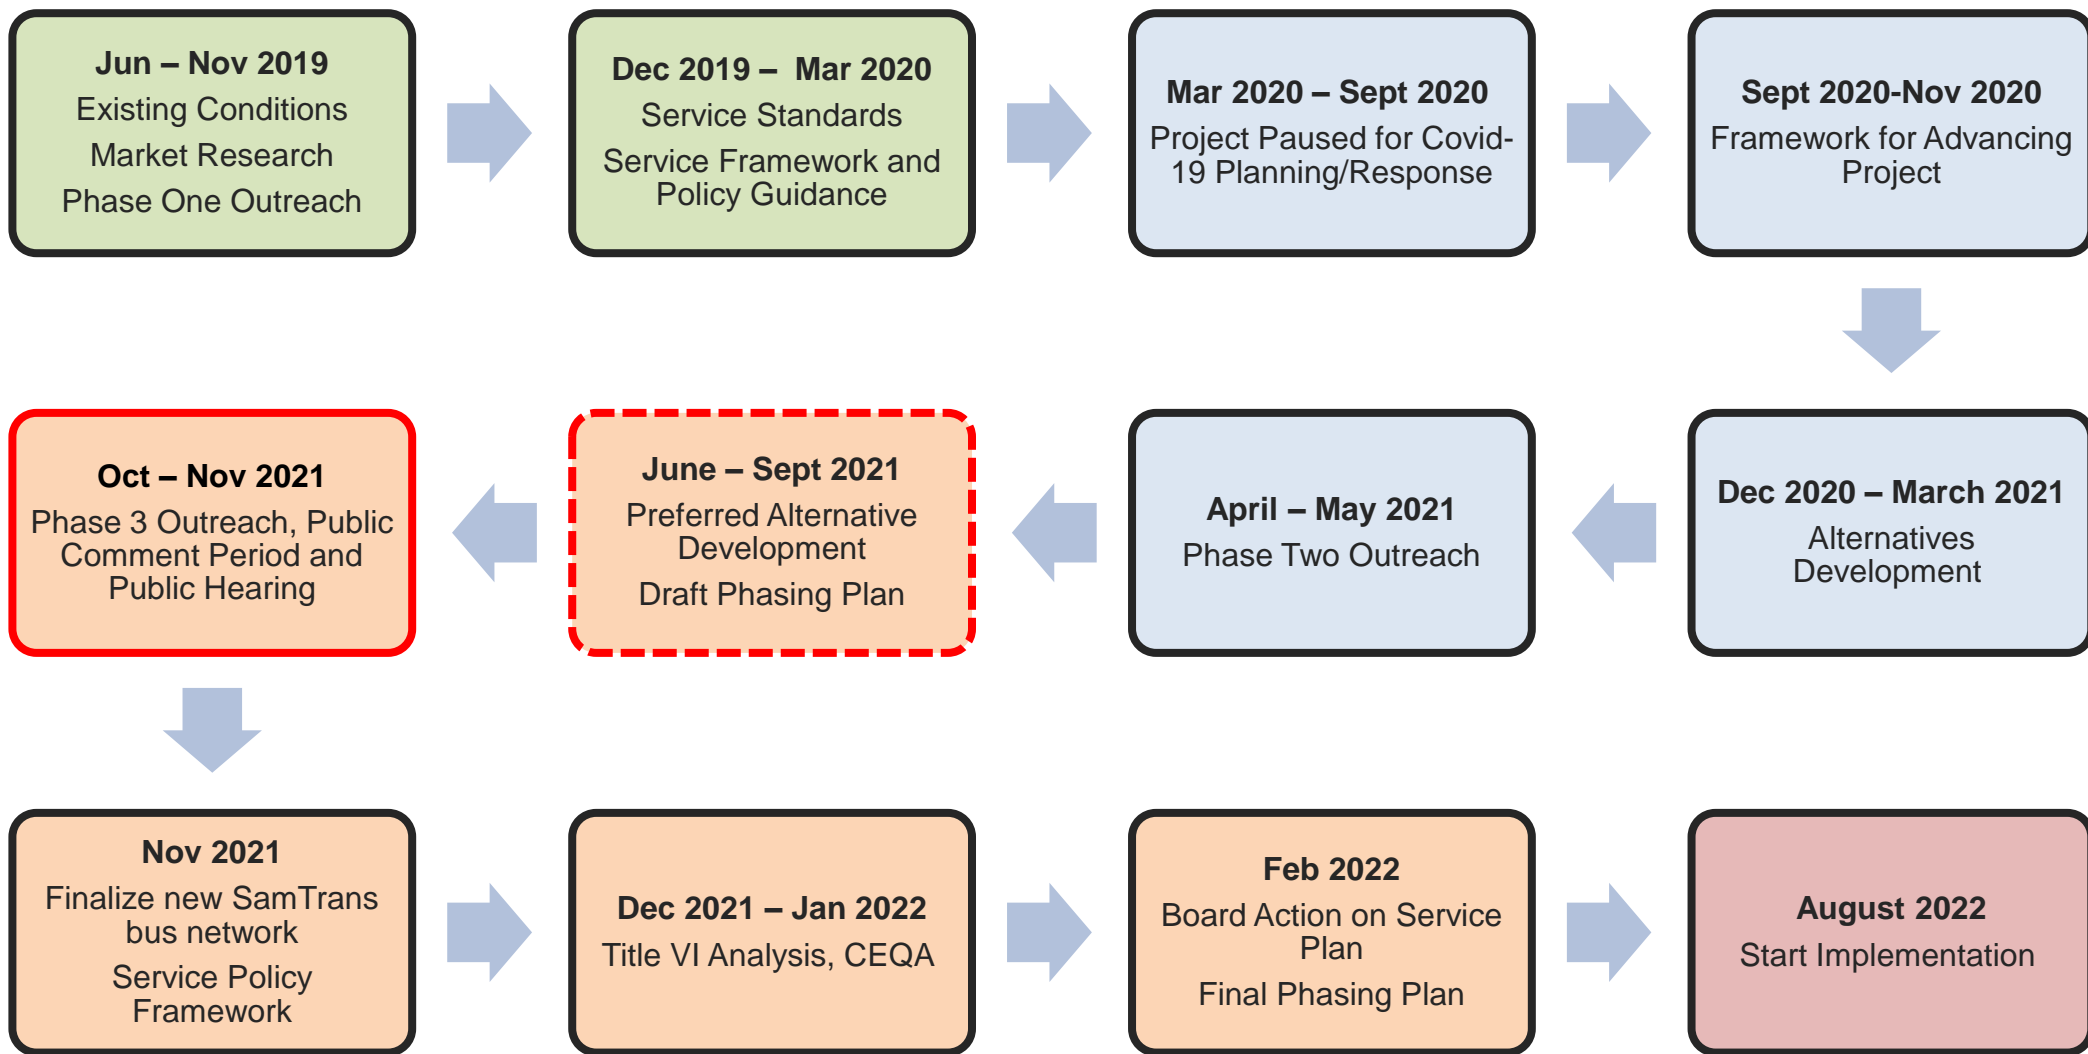 Jun – Nov 2019
Existing Conditions
Market Research
Phase One Outreach
Dec 2019 –  Mar 2020
Service Standards
Service Framework and
Policy Guidance
Mar 2020 – Sept 2020
Project Paused for Covid-
19 Planning/Response
Sept 2020-Nov 2020
Framework for Advancing
Project
Dec 2020 – March 2021
Alternatives
Development
April – May 2021
Phase Two Outreach
June – Sept 2021
Preferred Alternative
Development
Draft Phasing Plan
Oct – Nov 2021
Phase 3 Outreach, Public
Comment Period and
Public Hearing
Nov 2021
Finalize new SamTrans
bus network
Service Policy
Framework
Dec 2021 – Jan 2022
Title VI Analysis, CEQA
Feb 2022
Board Action on Service
Plan
Final Phasing Plan
August 2022
Start Implementation